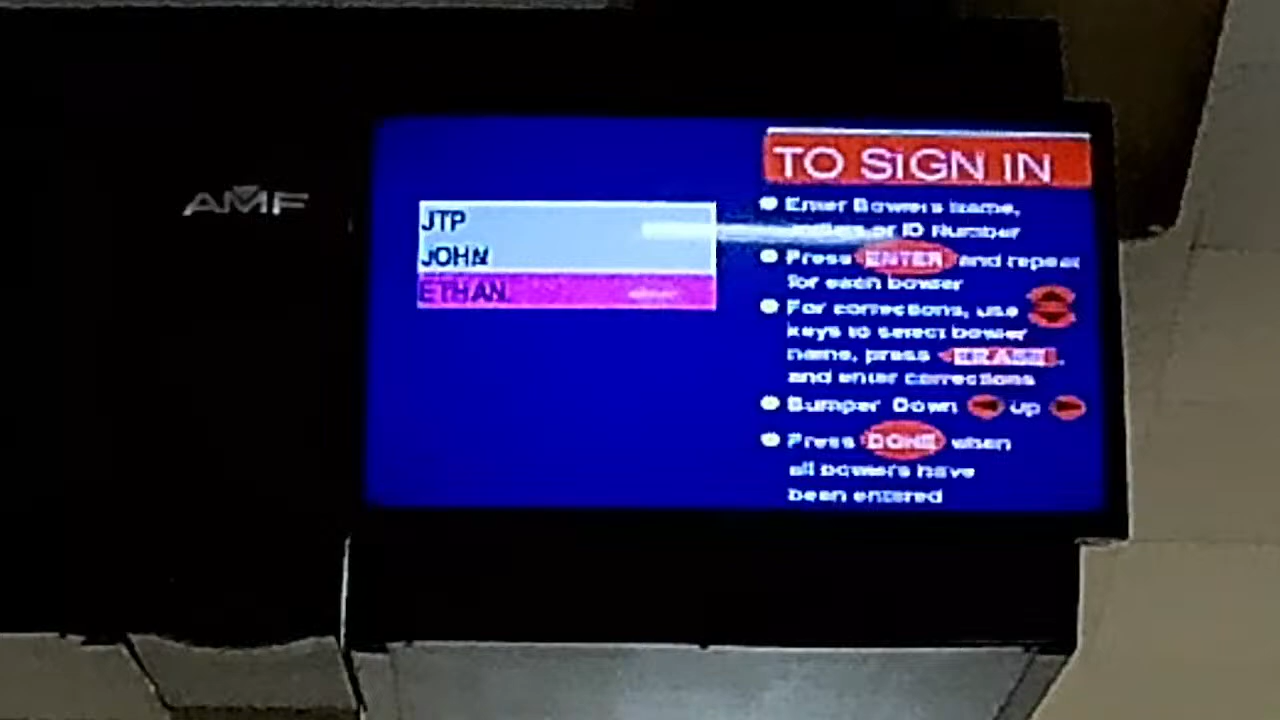 AMF
JTP
JOHN
ETHAN
TO SIGN IN
Enter Bowlers name,
initials or ID Number
Press ENTER and repeat
for each bowler
For corrections, use
keys to select bowler
name, press ERASE,
and enter corrections
Bumper Down Up
Press DONE when
all bowlers have
been entered